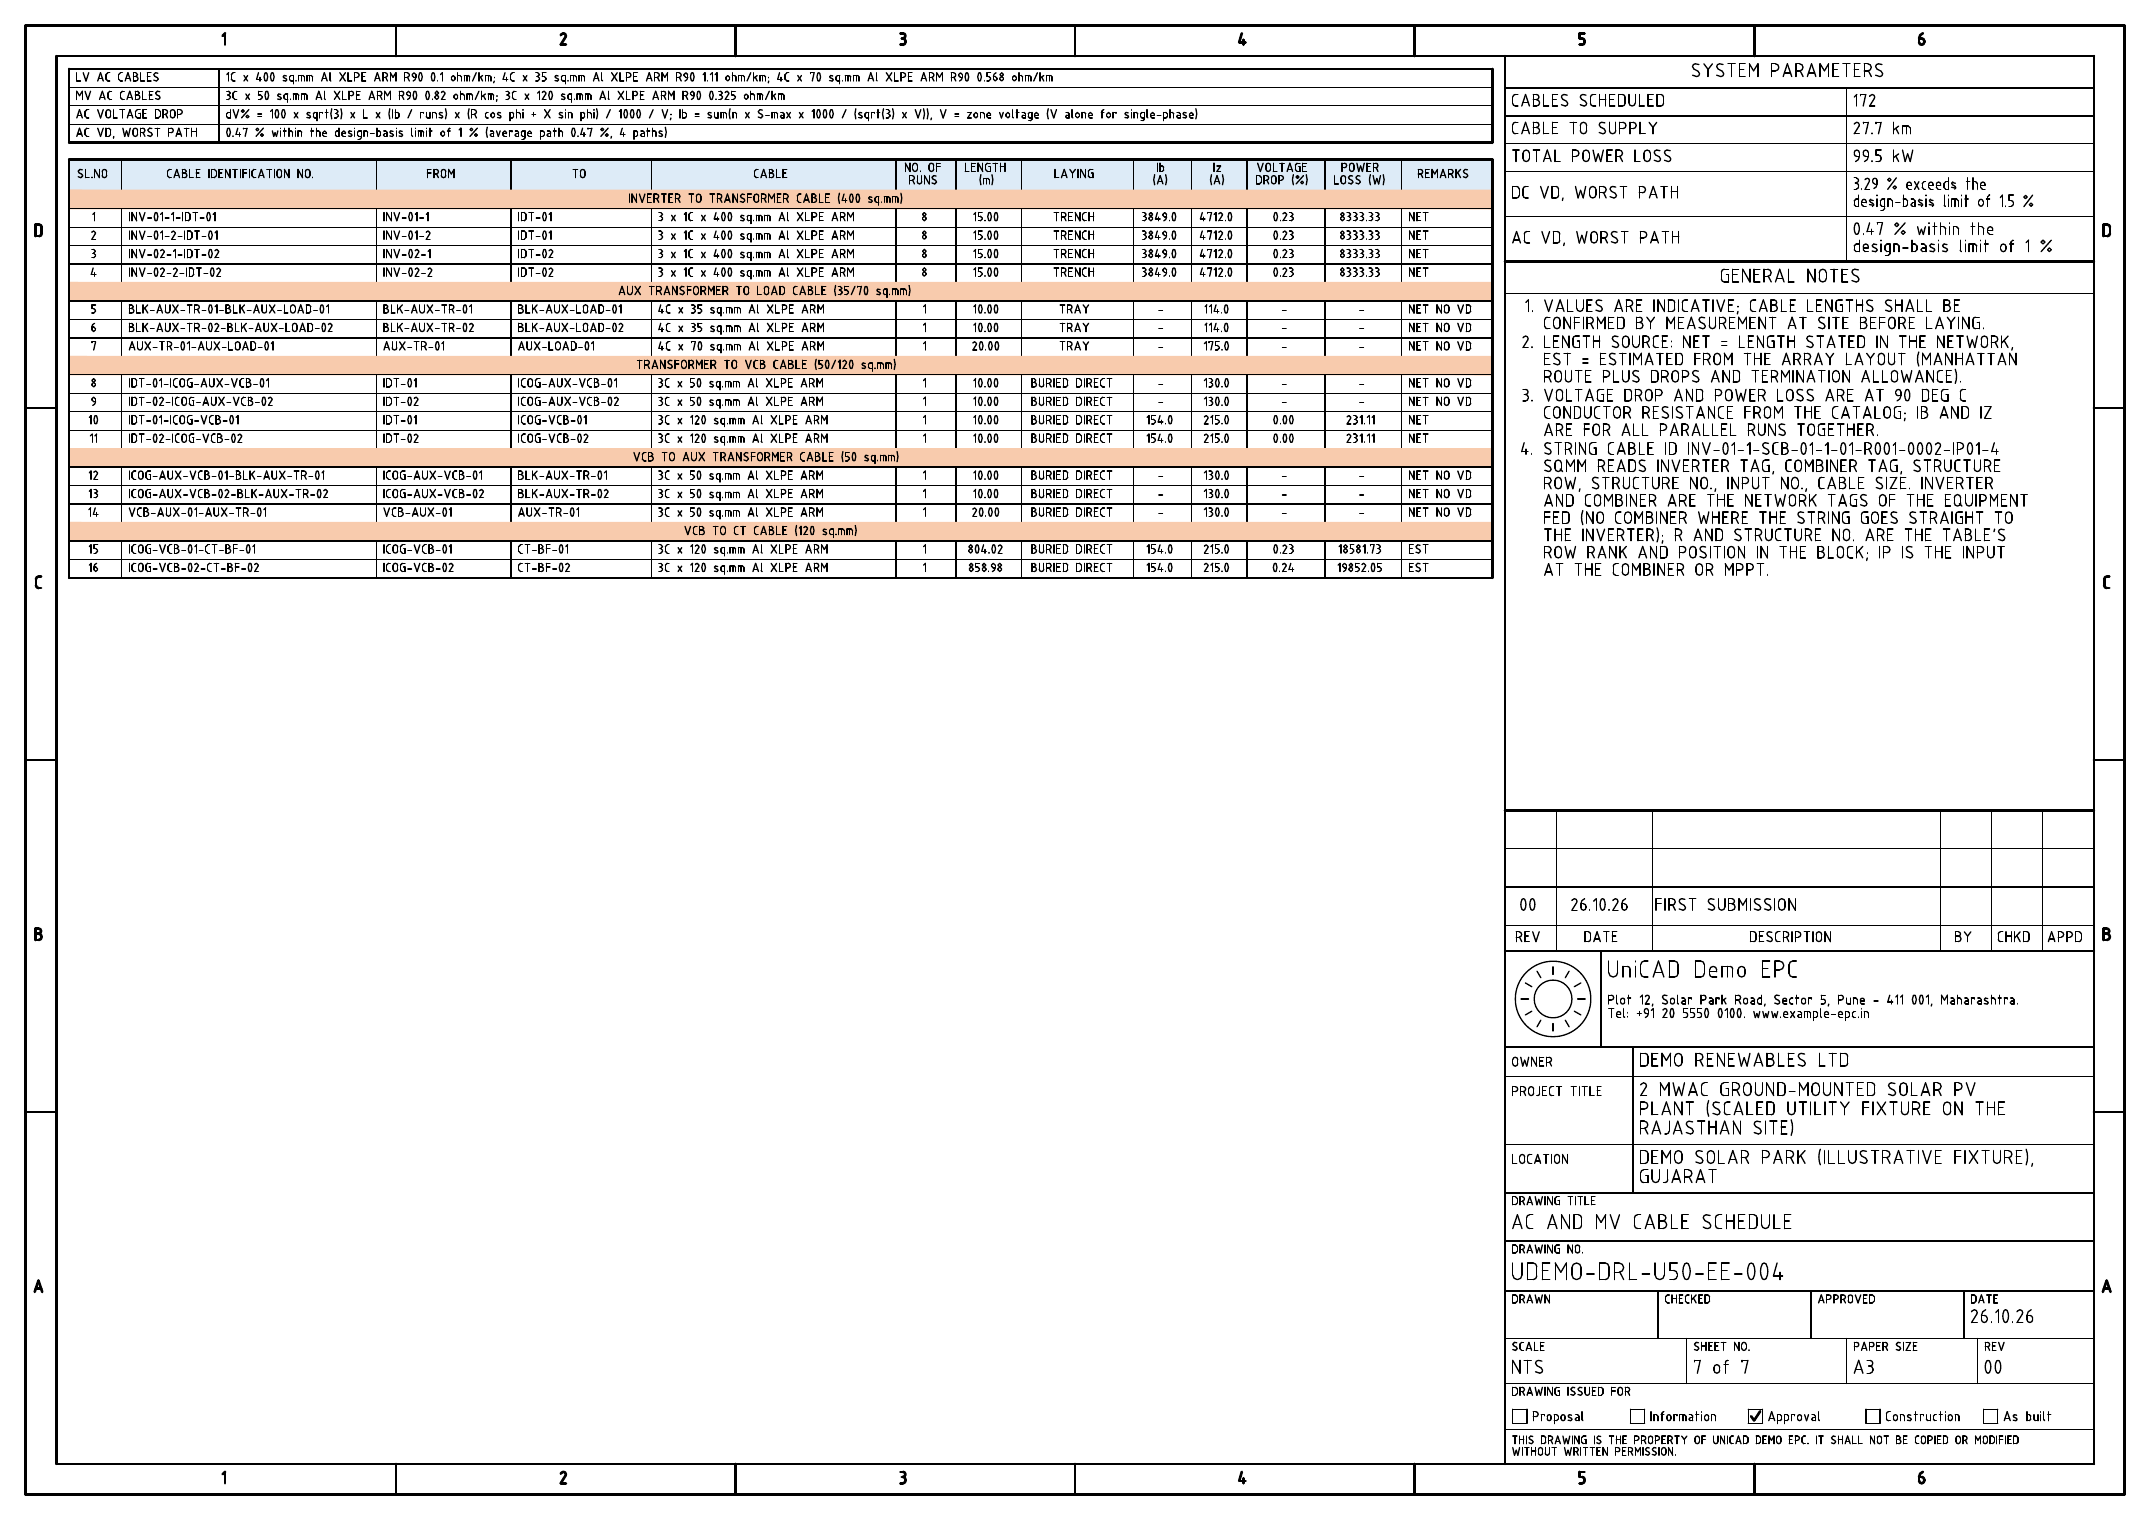 1 2 3 4 5 6
LV AC CABLES 1C x 400 sq.mm Al XLPE ARM R90 0.1 ohm/km; 4C x 35 sq.mm Al XLPE ARM R90 1.11 ohm/km; 4C x 70 sq.mm Al XLPE ARM R90 0.568 ohm/km
MV AC CABLES 3C x 50 sq.mm Al XLPE ARM R90 0.82 ohm/km; 3C x 120 sq.mm Al XLPE ARM R90 0.325 ohm/km
AC VOLTAGE DROP dV% = 100 x sqrt(3) x L x (Ib / runs) x (R cos phi + X sin phi) / 1000 / V; Ib = sum(n x S-max x 1000 / (sqrt(3) x V)), V = zone voltage (V alone for single-phase)
AC VD, WORST PATH 0.47 % within the design-basis limit of 1 % (average path 0.47 %, 4 paths)
SL.NO CABLE IDENTIFICATION NO. FROM TO CABLE NO. OF RUNS LENGTH (m) LAYING Ib (A) Iz (A) VOLTAGE DROP (%) POWER LOSS (W) REMARKS
INVERTER TO TRANSFORMER CABLE (400 sq.mm)
1 INV-01-1-IDT-01 INV-01-1 IDT-01 3 x 1C x 400 sq.mm Al XLPE ARM 8 15.00 TRENCH 3849.0 4712.0 0.23 8333.33 NET
2 INV-01-2-IDT-01 INV-01-2 IDT-01 3 x 1C x 400 sq.mm Al XLPE ARM 8 15.00 TRENCH 3849.0 4712.0 0.23 8333.33 NET
3 INV-02-1-IDT-02 INV-02-1 IDT-02 3 x 1C x 400 sq.mm Al XLPE ARM 8 15.00 TRENCH 3849.0 4712.0 0.23 8333.33 NET
4 INV-02-2-IDT-02 INV-02-2 IDT-02 3 x 1C x 400 sq.mm Al XLPE ARM 8 15.00 TRENCH 3849.0 4712.0 0.23 8333.33 NET
AUX TRANSFORMER TO LOAD CABLE (35/70 sq.mm)
5 BLK-AUX-TR-01-BLK-AUX-LOAD-01 BLK-AUX-TR-01 BLK-AUX-LOAD-01 4C x 35 sq.mm Al XLPE ARM 1 10.00 TRAY - 114.0 - - NET NO VD
6 BLK-AUX-TR-02-BLK-AUX-LOAD-02 BLK-AUX-TR-02 BLK-AUX-LOAD-02 4C x 35 sq.mm Al XLPE ARM 1 10.00 TRAY - 114.0 - - NET NO VD
7 AUX-TR-01-AUX-LOAD-01 AUX-TR-01 AUX-LOAD-01 4C x 70 sq.mm Al XLPE ARM 1 20.00 TRAY - 175.0 - - NET NO VD
TRANSFORMER TO VCB CABLE (50/120 sq.mm)
8 IDT-01-ICOG-AUX-VCB-01 IDT-01 ICOG-AUX-VCB-01 3C x 50 sq.mm Al XLPE ARM 1 10.00 BURIED DIRECT - 130.0 - - NET NO VD
9 IDT-02-ICOG-AUX-VCB-02 IDT-02 ICOG-AUX-VCB-02 3C x 50 sq.mm Al XLPE ARM 1 10.00 BURIED DIRECT - 130.0 - - NET NO VD
10 IDT-01-ICOG-VCB-01 IDT-01 ICOG-VCB-01 3C x 120 sq.mm Al XLPE ARM 1 10.00 BURIED DIRECT 154.0 215.0 0.00 231.11 NET
11 IDT-02-ICOG-VCB-02 IDT-02 ICOG-VCB-02 3C x 120 sq.mm Al XLPE ARM 1 10.00 BURIED DIRECT 154.0 215.0 0.00 231.11 NET
VCB TO AUX TRANSFORMER CABLE (50 sq.mm)
12 ICOG-AUX-VCB-01-BLK-AUX-TR-01 ICOG-AUX-VCB-01 BLK-AUX-TR-01 3C x 50 sq.mm Al XLPE ARM 1 10.00 BURIED DIRECT - 130.0 - - NET NO VD
13 ICOG-AUX-VCB-02-BLK-AUX-TR-02 ICOG-AUX-VCB-02 BLK-AUX-TR-02 3C x 50 sq.mm Al XLPE ARM 1 10.00 BURIED DIRECT - 130.0 - - NET NO VD
14 VCB-AUX-01-AUX-TR-01 VCB-AUX-01 AUX-TR-01 3C x 50 sq.mm Al XLPE ARM 1 20.00 BURIED DIRECT - 130.0 - - NET NO VD
VCB TO CT CABLE (120 sq.mm)
15 ICOG-VCB-01-CT-BF-01 ICOG-VCB-01 CT-BF-01 3C x 120 sq.mm Al XLPE ARM 1 804.02 BURIED DIRECT 154.0 215.0 0.23 18581.73 EST
16 ICOG-VCB-02-CT-BF-02 ICOG-VCB-02 CT-BF-02 3C x 120 sq.mm Al XLPE ARM 1 858.98 BURIED DIRECT 154.0 215.0 0.24 19852.05 EST
SYSTEM PARAMETERS
CABLES SCHEDULED 172
CABLE TO SUPPLY 27.7 km
TOTAL POWER LOSS 99.5 kW
DC VD, WORST PATH 3.29 % exceeds the
design-basis limit of 1.5 %
AC VD, WORST PATH 0.47 % within the
design-basis limit of 1 %
GENERAL NOTES
1. VALUES ARE INDICATIVE; CABLE LENGTHS SHALL BE
CONFIRMED BY MEASUREMENT AT SITE BEFORE LAYING.
2. LENGTH SOURCE: NET = LENGTH STATED IN THE NETWORK,
EST = ESTIMATED FROM THE ARRAY LAYOUT (MANHATTAN
ROUTE PLUS DROPS AND TERMINATION ALLOWANCE).
3. VOLTAGE DROP AND POWER LOSS ARE AT 90 DEG C
CONDUCTOR RESISTANCE FROM THE CATALOG; IB AND IZ
ARE FOR ALL PARALLEL RUNS TOGETHER.
4. STRING CABLE ID INV-01-1-SCB-01-1-01-R001-0002-IP01-4
SQMM READS INVERTER TAG, COMBINER TAG, STRUCTURE
ROW, STRUCTURE NO., INPUT NO., CABLE SIZE. INVERTER
AND COMBINER ARE THE NETWORK TAGS OF THE EQUIPMENT
FED (NO COMBINER WHERE THE STRING GOES STRAIGHT TO
THE INVERTER); R AND STRUCTURE NO. ARE THE TABLE'S
ROW RANK AND POSITION IN THE BLOCK; IP IS THE INPUT
AT THE COMBINER OR MPPT.
00 26.10.26 FIRST SUBMISSION
REV DATE DESCRIPTION BY CHKD APPD
UniCAD Demo EPC
Plot 12, Solar Park Road, Sector 5, Pune - 411 001, Maharashtra.
Tel: +91 20 5550 0100. www.example-epc.in
OWNER DEMO RENEWABLES LTD
PROJECT TITLE 2 MWAC GROUND-MOUNTED SOLAR PV
PLANT (SCALED UTILITY FIXTURE ON THE
RAJASTHAN SITE)
LOCATION DEMO SOLAR PARK (ILLUSTRATIVE FIXTURE),
GUJARAT
DRAWING TITLE
AC AND MV CABLE SCHEDULE
DRAWING NO.
UDEMO-DRL-U50-EE-004
DRAWN CHECKED APPROVED DATE
26.10.26
SCALE SHEET NO. PAPER SIZE REV
NTS 7 of 7 A3 00
DRAWING ISSUED FOR
Proposal Information Approval Construction As built
THIS DRAWING IS THE PROPERTY OF UNICAD DEMO EPC. IT SHALL NOT BE COPIED OR MODIFIED
WITHOUT WRITTEN PERMISSION.
D D
C C
B B
A A
1 2 3 4 5 6